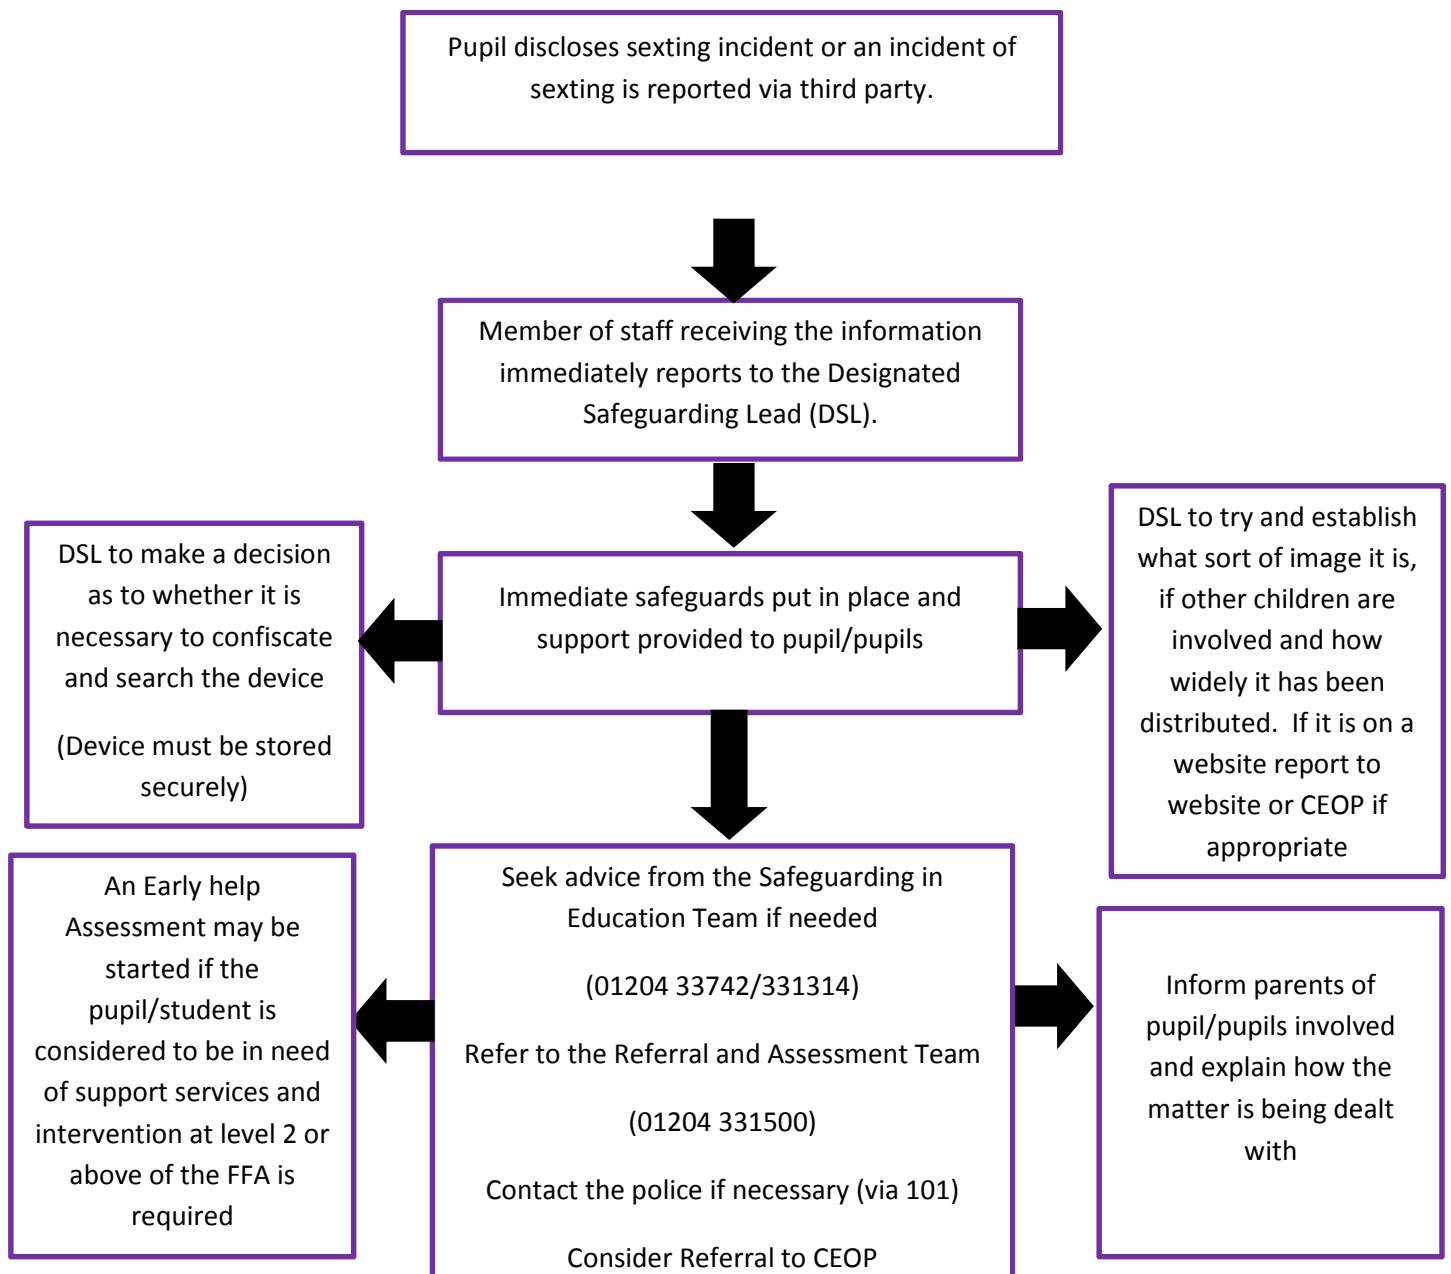 Pupil discloses sexting incident or an incident of
sexting is reported via third party.
Member of staff receiving the information
immediately reports to the Designated
Safeguarding Lead (DSL).
Immediate safeguards put in place and
support provided to pupil/pupils
DSL to make a decision
as to whether it is
necessary to confiscate
and search the device
(Device must be stored
securely)
DSL to try and establish
what sort of image it is,
if other children are
involved and how
widely it has been
distributed.  If it is on a
website report to
website or CEOP if
appropriate
Seek advice from the Safeguarding in
Education Team if needed
(01204 33742/331314)
Refer to the Referral and Assessment Team
(01204 331500)
Contact the police if necessary (via 101)
Consider Referral to CEOP
An Early help
Assessment may be
started if the
pupil/student is
considered to be in need
of support services and
intervention at level 2 or
above of the FFA is
required
Inform parents of
pupil/pupils involved
and explain how the
matter is being dealt
with